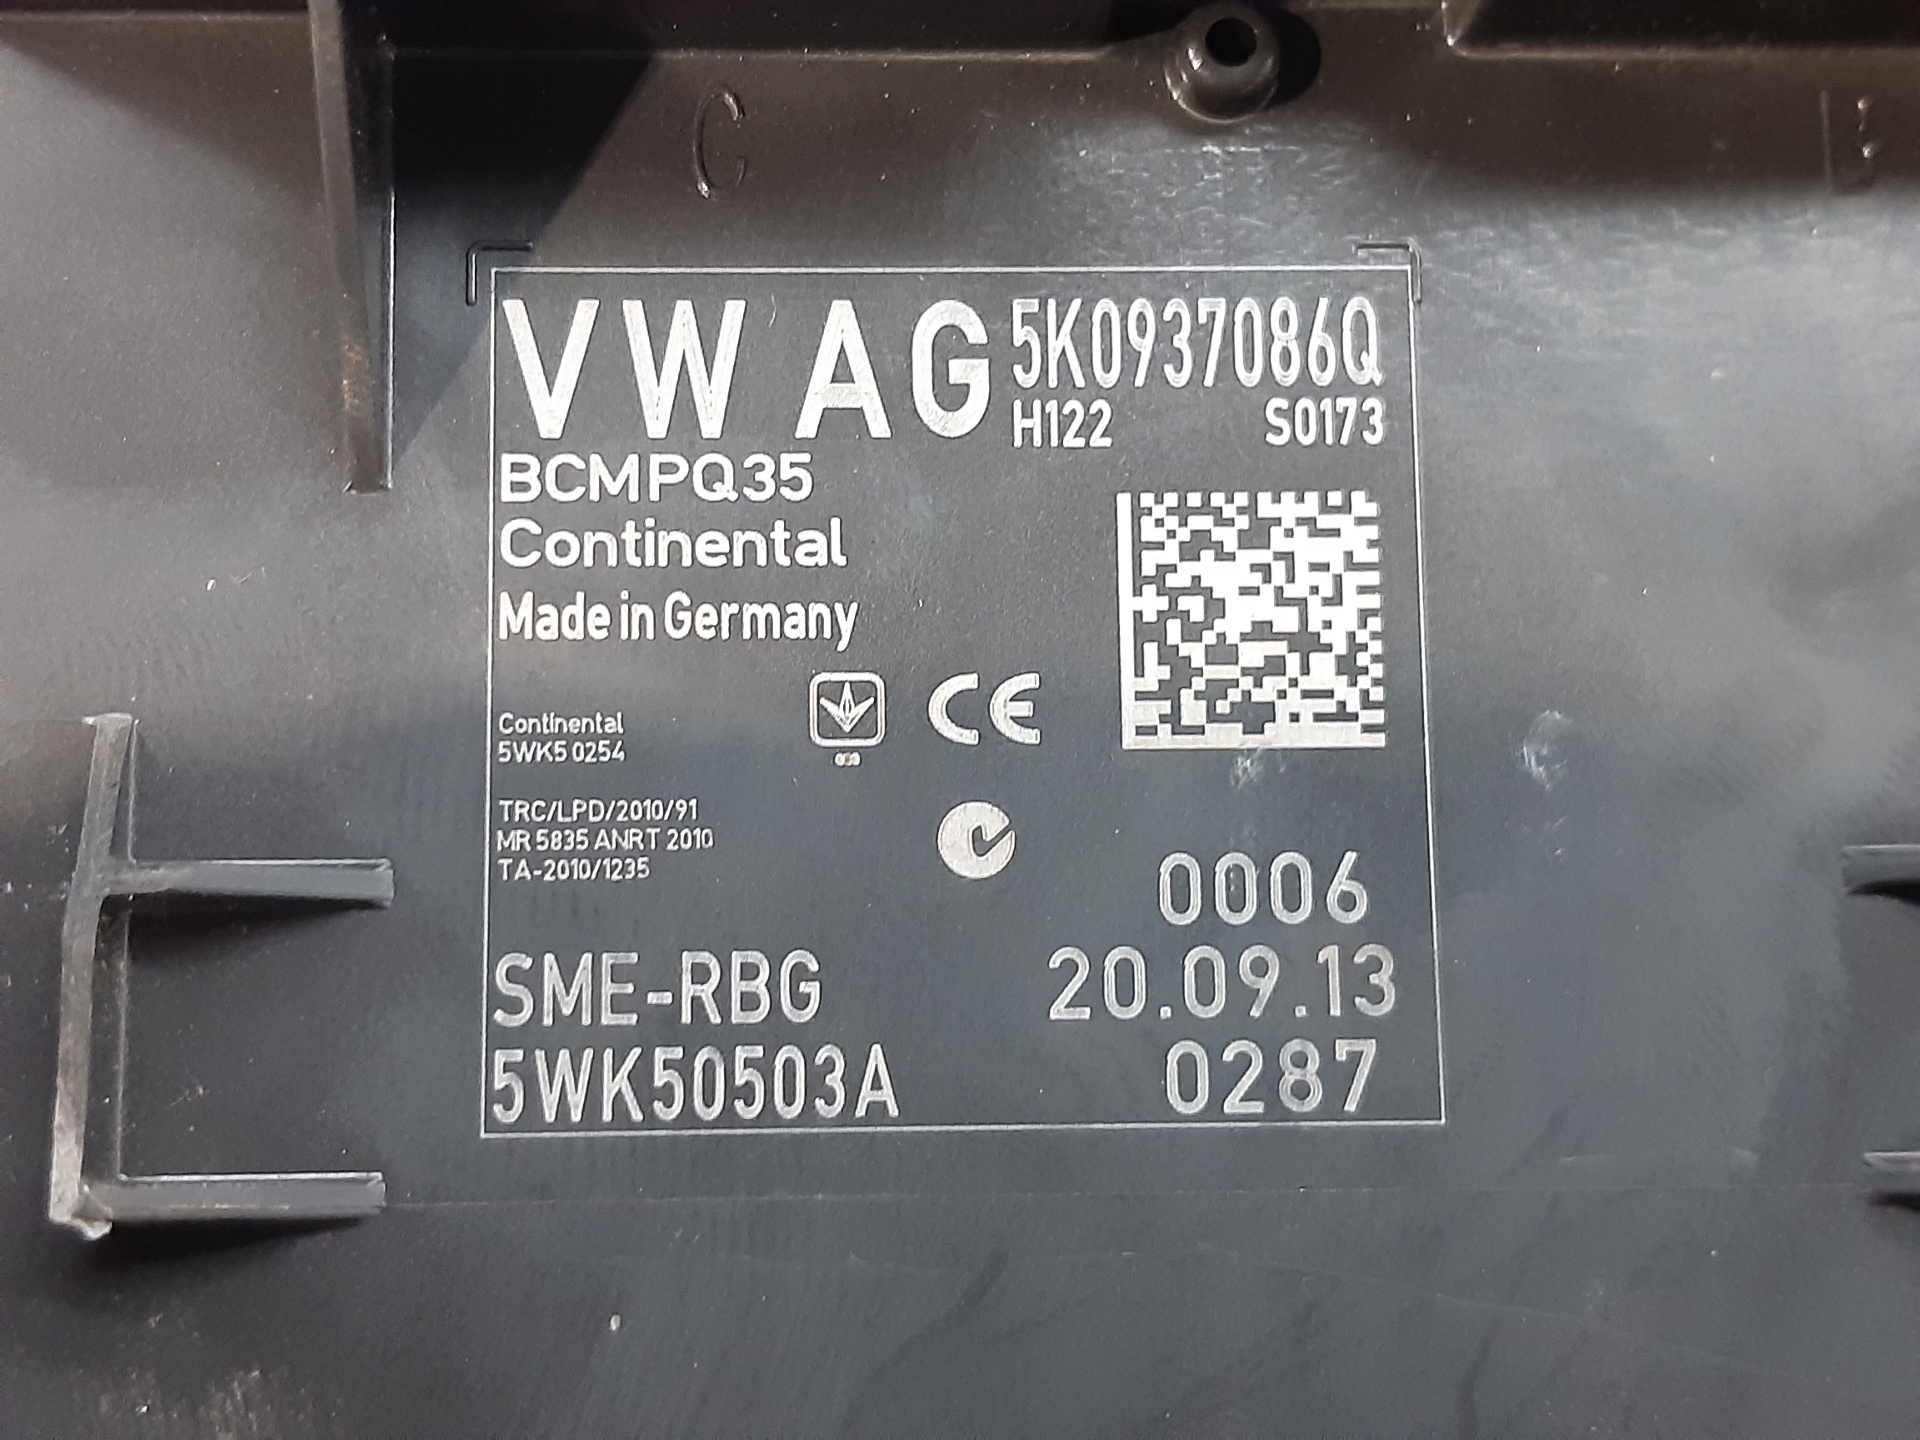 C
VW AG 5K0937086Q
H122 S0173
BCMPQ35
Continental
Made in Germany
CE
Continental
5WK5 0254
TRC/LPD/2010/91
MR 5835 ANRT 2010
TA-2010/1235
0006
SME-RBG 20.09.13
5WK50503A 0287